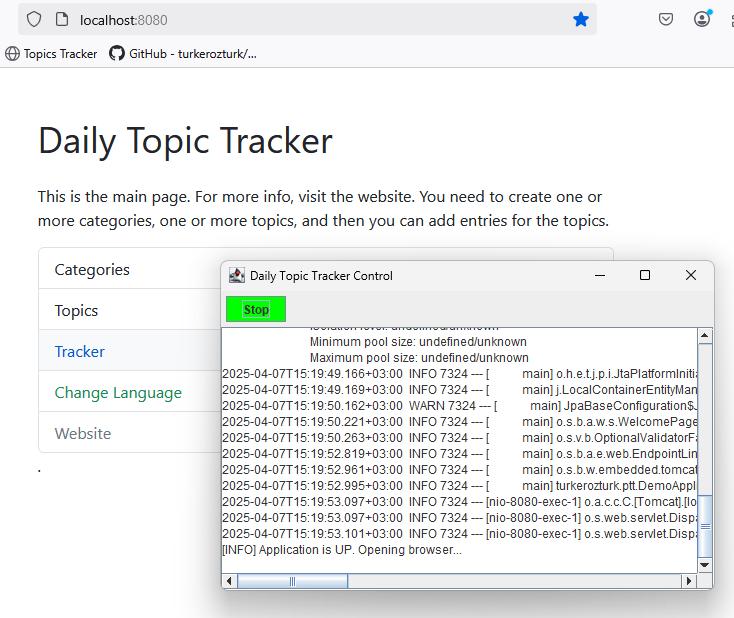 localhost:8080
Topics Tracker GitHub - turkerozturk/...
Daily Topic Tracker
This is the main page. For more info, visit the website. You need to create one or
more categories, one or more topics, and then you can add entries for the topics.
Categories
Topics
Tracker
Change Language
Website
.
Daily Topic Tracker Control
Stop
Isolation level: undefined/unknown
Minimum pool size: undefined/unknown
Maximum pool size: undefined/unknown
2025-04-07T15:19:49.166+03:00 INFO 7324 --- [ main] o.h.e.t.j.p.i.JtaPlatformInitia
2025-04-07T15:19:49.169+03:00 INFO 7324 --- [ main] j.LocalContainerEntityMan
2025-04-07T15:19:50.162+03:00 WARN 7324 --- [ main] JpaBaseConfiguration$J
2025-04-07T15:19:50.221+03:00 INFO 7324 --- [ main] o.s.b.a.w.s.WelcomePage
2025-04-07T15:19:50.263+03:00 INFO 7324 --- [ main] o.s.v.b.OptionalValidatorFa
2025-04-07T15:19:52.819+03:00 INFO 7324 --- [ main] o.s.b.a.e.web.EndpointLin
2025-04-07T15:19:52.961+03:00 INFO 7324 --- [ main] o.s.b.w.embedded.tomcat
2025-04-07T15:19:52.995+03:00 INFO 7324 --- [ main] turkerozturk.ptt.DemoAppl
2025-04-07T15:19:53.097+03:00 INFO 7324 --- [nio-8080-exec-1] o.a.c.c.C.[Tomcat].[lo
2025-04-07T15:19:53.097+03:00 INFO 7324 --- [nio-8080-exec-1] o.s.web.servlet.Dispa
2025-04-07T15:19:53.101+03:00 INFO 7324 --- [nio-8080-exec-1] o.s.web.servlet.Dispa
[INFO] Application is UP. Opening browser...